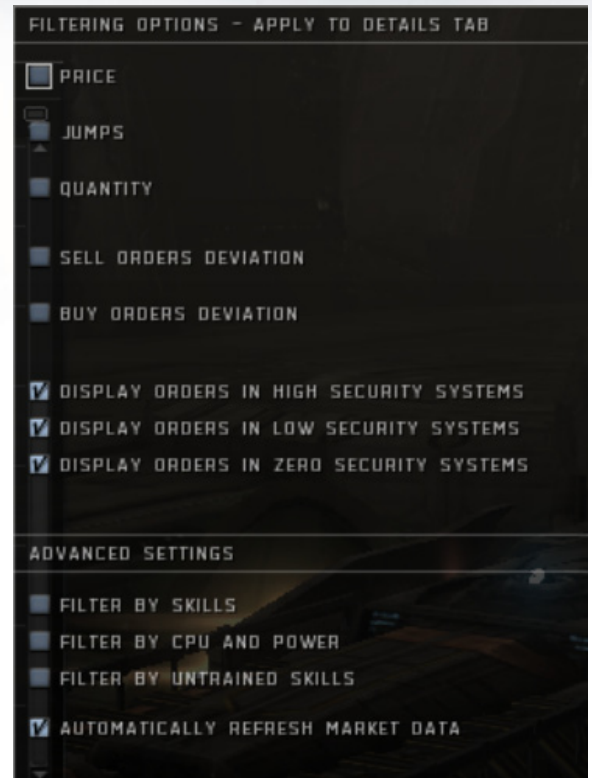 FILTERING OPTIONS - APPLY TO DETAILS TAB
PRICE
JUMPS
QUANTITY
SELL ORDERS DEVIATION
BUY ORDERS DEVIATION
DISPLAY ORDERS IN HIGH SECURITY SYSTEMS
DISPLAY ORDERS IN LOW SECURITY SYSTEMS
DISPLAY ORDERS IN ZERO SECURITY SYSTEMS
ADVANCED SETTINGS
FILTER BY SKILLS
FILTER BY CPU AND POWER
FILTER BY UNTRAINED SKILLS
AUTOMATICALLY REFRESH MARKET DATA